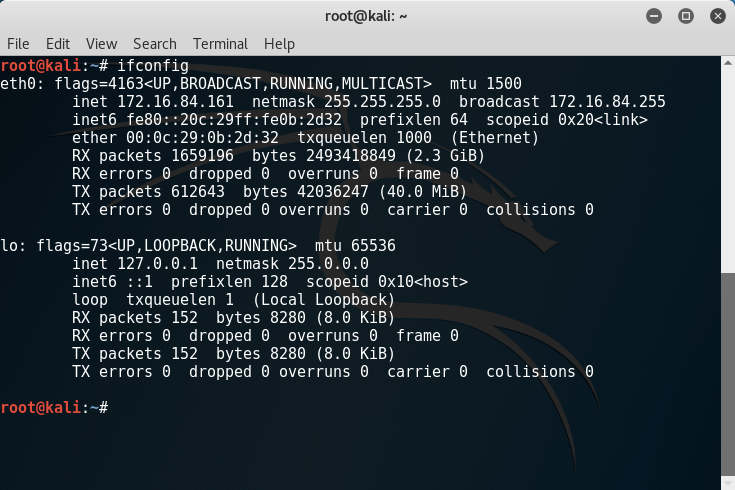 root@kali: ~
File Edit View Search Terminal Help
root@kali:~# ifconfig
eth0: flags=4163<UP,BROADCAST,RUNNING,MULTICAST>  mtu 1500
        inet 172.16.84.161  netmask 255.255.255.0  broadcast 172.16.84.255
        inet6 fe80::20c:29ff:fe0b:2d32  prefixlen 64  scopeid 0x20<link>
        ether 00:0c:29:0b:2d:32  txqueuelen 1000  (Ethernet)
        RX packets 1659196  bytes 2493418849 (2.3 GiB)
        RX errors 0  dropped 0  overruns 0  frame 0
        TX packets 612643  bytes 42036247 (40.0 MiB)
        TX errors 0  dropped 0 overruns 0  carrier 0  collisions 0
lo: flags=73<UP,LOOPBACK,RUNNING>  mtu 65536
        inet 127.0.0.1  netmask 255.0.0.0
        inet6 ::1  prefixlen 128  scopeid 0x10<host>
        loop  txqueuelen 1  (Local Loopback)
        RX packets 152  bytes 8280 (8.0 KiB)
        RX errors 0  dropped 0  overruns 0  frame 0
        TX packets 152  bytes 8280 (8.0 KiB)
        TX errors 0  dropped 0 overruns 0  carrier 0  collisions 0
root@kali:~#